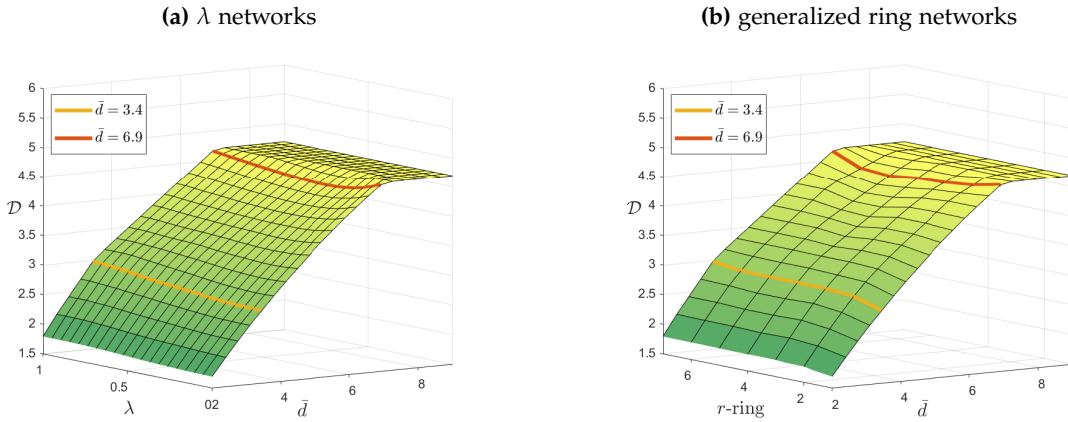 (a) λ networks
6
5.5
5
4.5
4
3.5
3
2.5
2
1.5
𝒟
d̄ = 3.4
d̄ = 6.9
1
0.5
02
4
6
8
λ
d̄
(b) generalized ring networks
6
5.5
5
4.5
4
3.5
3
2.5
2
1.5
𝒟
d̄ = 3.4
d̄ = 6.9
6
4
2
2
4
6
8
r-ring
d̄